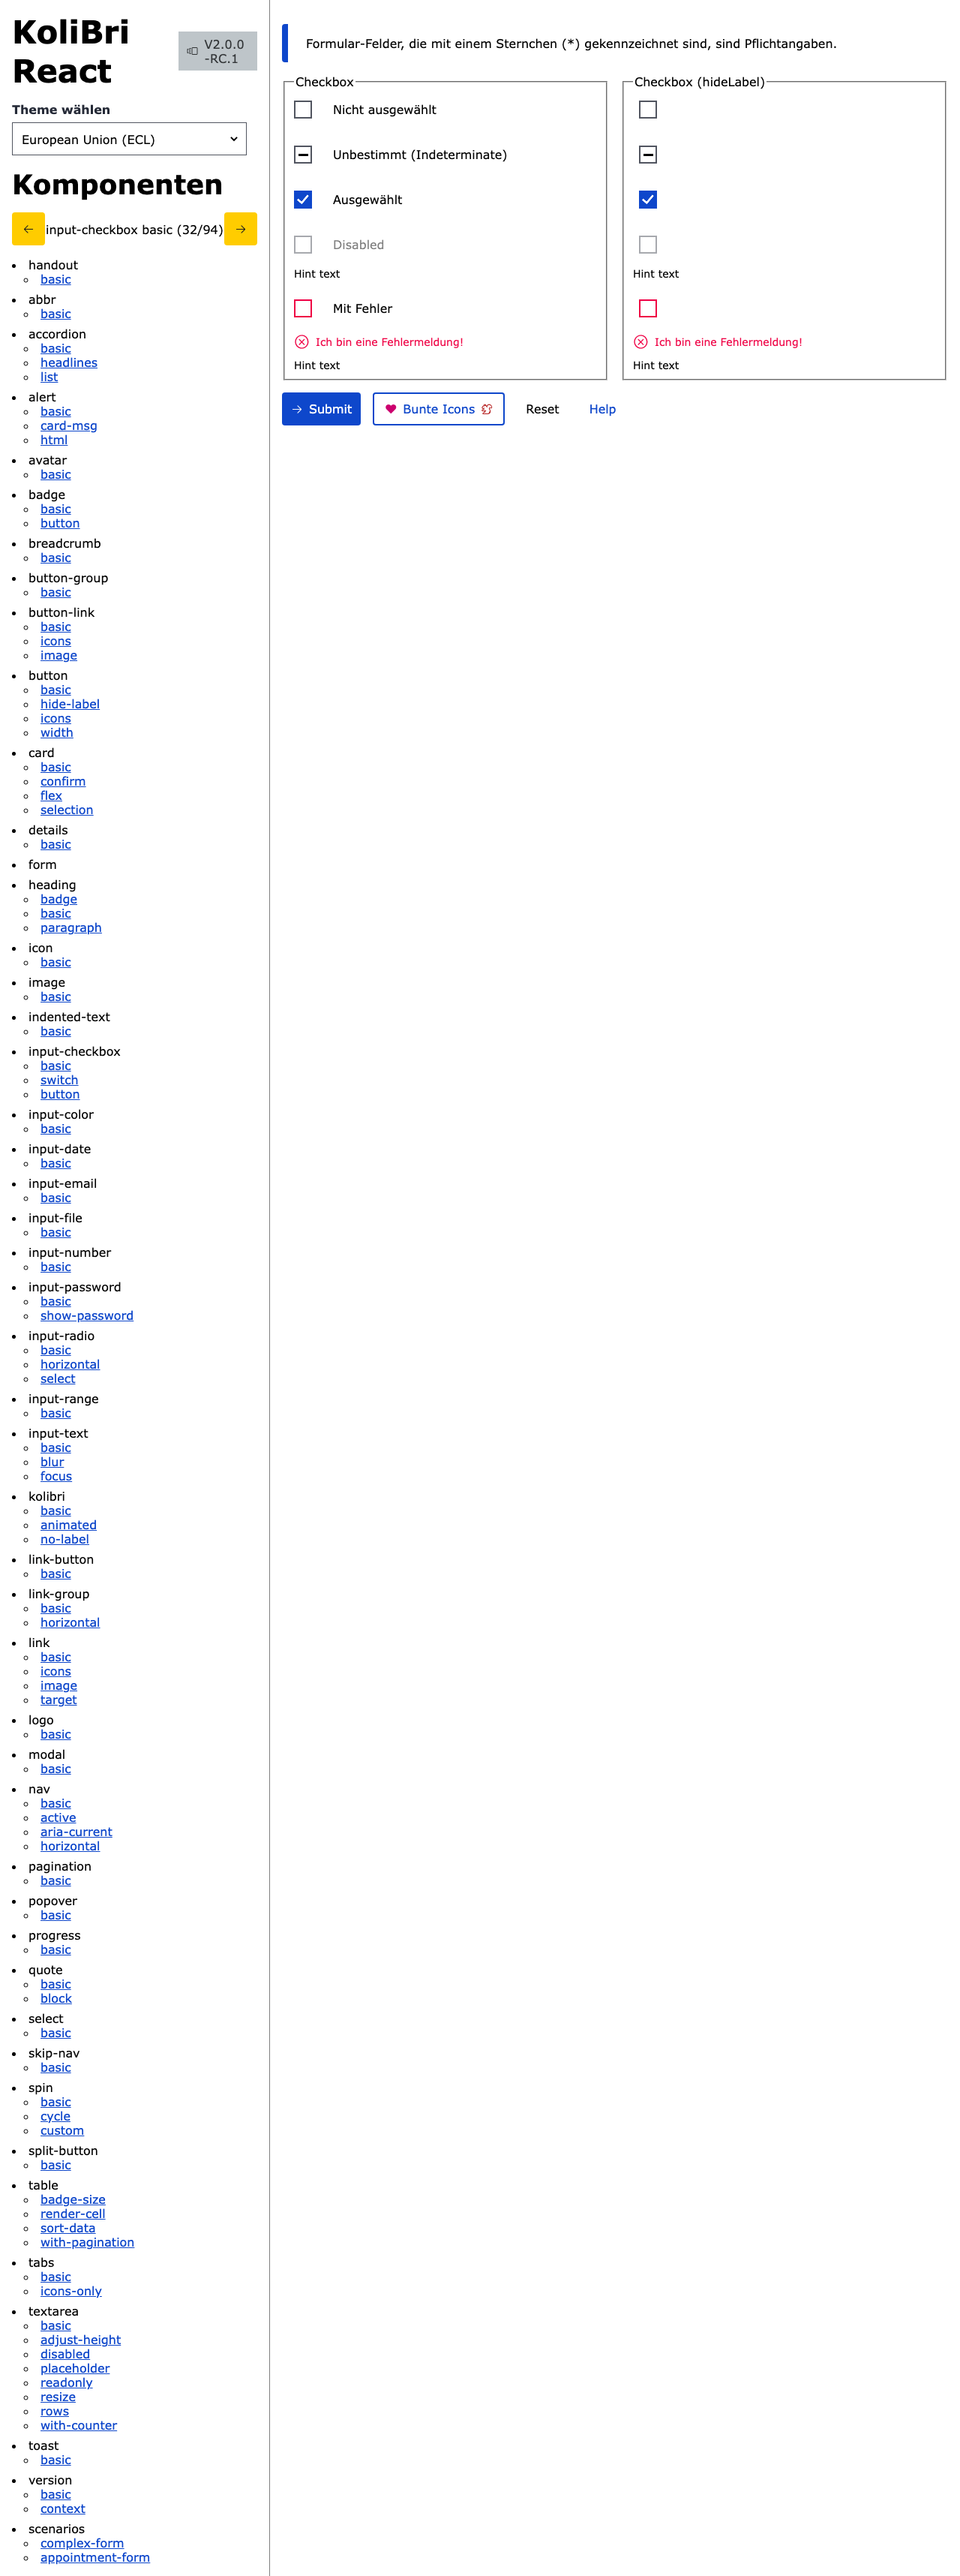 KoliBri
React
V2.0.0
-RC.1
Theme wählen
European Union (ECL)
Komponenten
input-checkbox basic (32/94)
handout
basic
abbr
basic
accordion
basic
headlines
list
alert
basic
card-msg
html
avatar
basic
badge
basic
button
breadcrumb
basic
button-group
basic
button-link
basic
icons
image
button
basic
hide-label
icons
width
card
basic
confirm
flex
selection
details
basic
form
heading
badge
basic
paragraph
icon
basic
image
basic
indented-text
basic
input-checkbox
basic
switch
button
input-color
basic
input-date
basic
input-email
basic
input-file
basic
input-number
basic
input-password
basic
show-password
input-radio
basic
horizontal
select
input-range
basic
input-text
basic
blur
focus
kolibri
basic
animated
no-label
link-button
basic
link-group
basic
horizontal
link
basic
icons
image
target
logo
basic
modal
basic
nav
basic
active
aria-current
horizontal
pagination
basic
popover
basic
progress
basic
quote
basic
block
select
basic
skip-nav
basic
spin
basic
cycle
custom
split-button
basic
table
badge-size
render-cell
sort-data
with-pagination
tabs
basic
icons-only
textarea
basic
adjust-height
disabled
placeholder
readonly
resize
rows
with-counter
toast
basic
version
basic
context
scenarios
complex-form
appointment-form
Formular-Felder, die mit einem Sternchen (*) gekennzeichnet sind, sind Pflichtangaben.
Checkbox
Nicht ausgewählt
Unbestimmt (Indeterminate)
Ausgewählt
Disabled
Hint text
Mit Fehler
Ich bin eine Fehlermeldung!
Hint text
Checkbox (hideLabel)
Hint text
Ich bin eine Fehlermeldung!
Hint text
Submit
Bunte Icons
Reset
Help